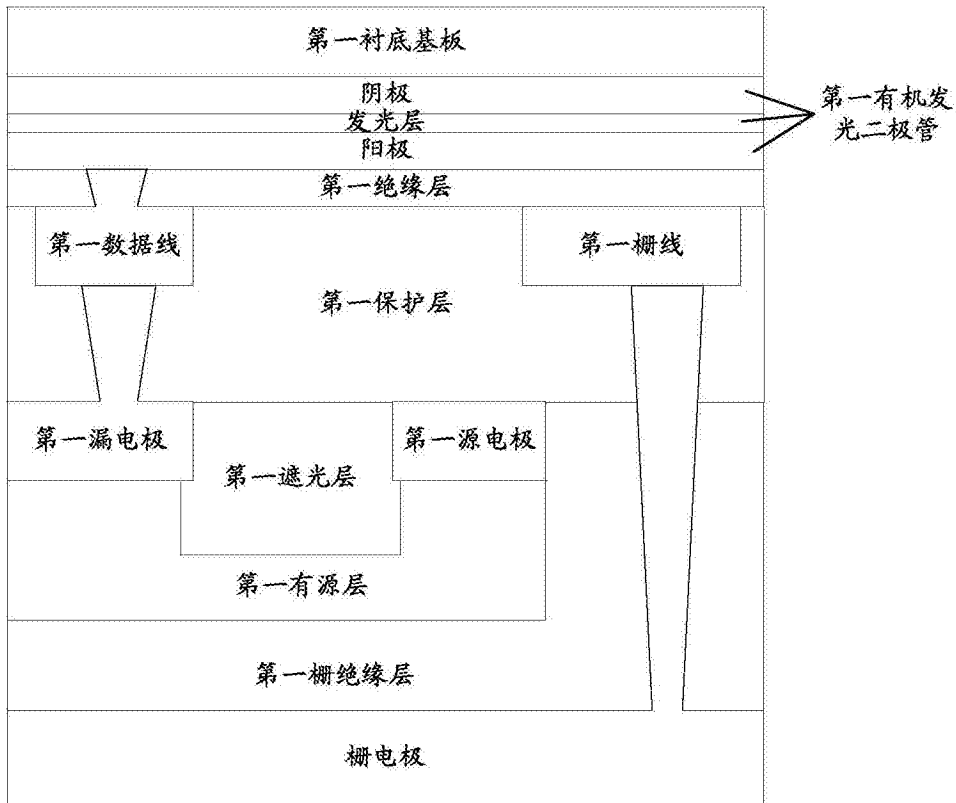 第一衬底基板
阴极
发光层
阳极
第一有机发
光二极管
第一绝缘层
第一数据线
第一栅线
第一保护层
第一漏电极
第一源电极
第一遮光层
第一有源层
第一栅绝缘层
栅电极